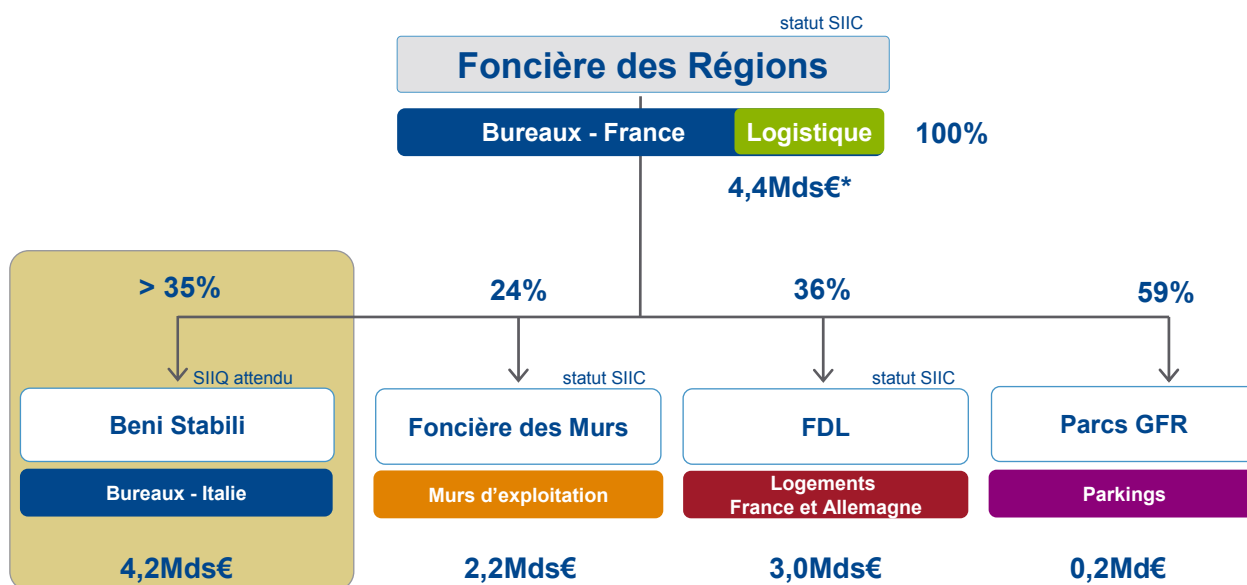 statut SIIC
Foncière des Régions
Bureaux - France
Logistique
100%
4,4Mds€*
> 35%
24%
36%
59%
SIIQ attendu
statut SIIC
statut SIIC
Beni Stabili
Foncière des Murs
FDL
Parcs GFR
Bureaux - Italie
Murs d'exploitation
Logements
France et Allemagne
Parkings
4,2Mds€
2,2Mds€
3,0Mds€
0,2Md€